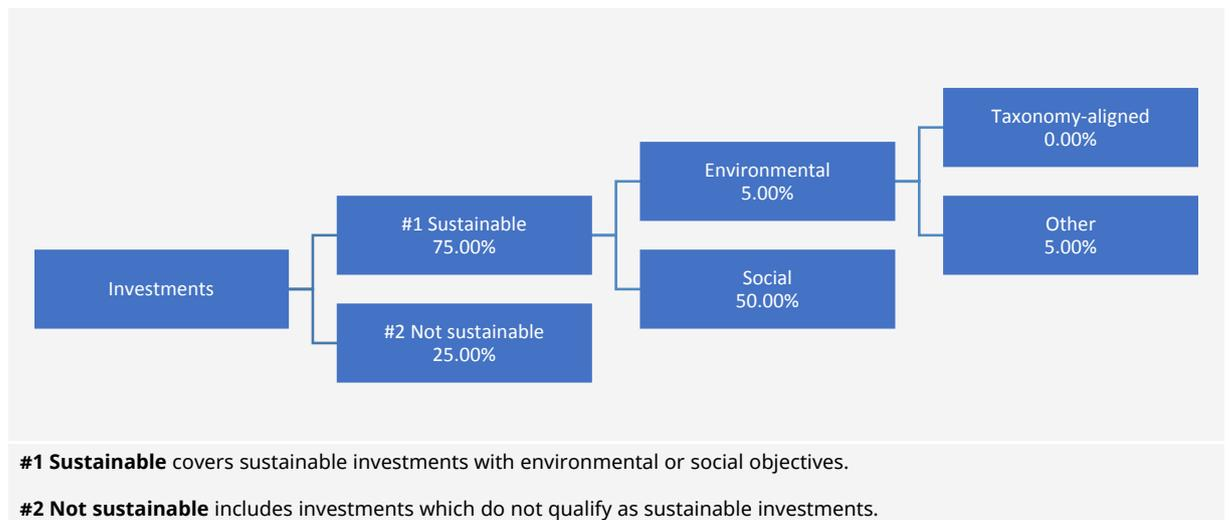 Taxonomy-aligned
0.00%
Environmental
5.00%
#1 Sustainable
75.00%
Other
5.00%
Investments
Social
50.00%
#2 Not sustainable
25.00%
#1 Sustainable covers sustainable investments with environmental or social objectives.
#2 Not sustainable includes investments which do not qualify as sustainable investments.